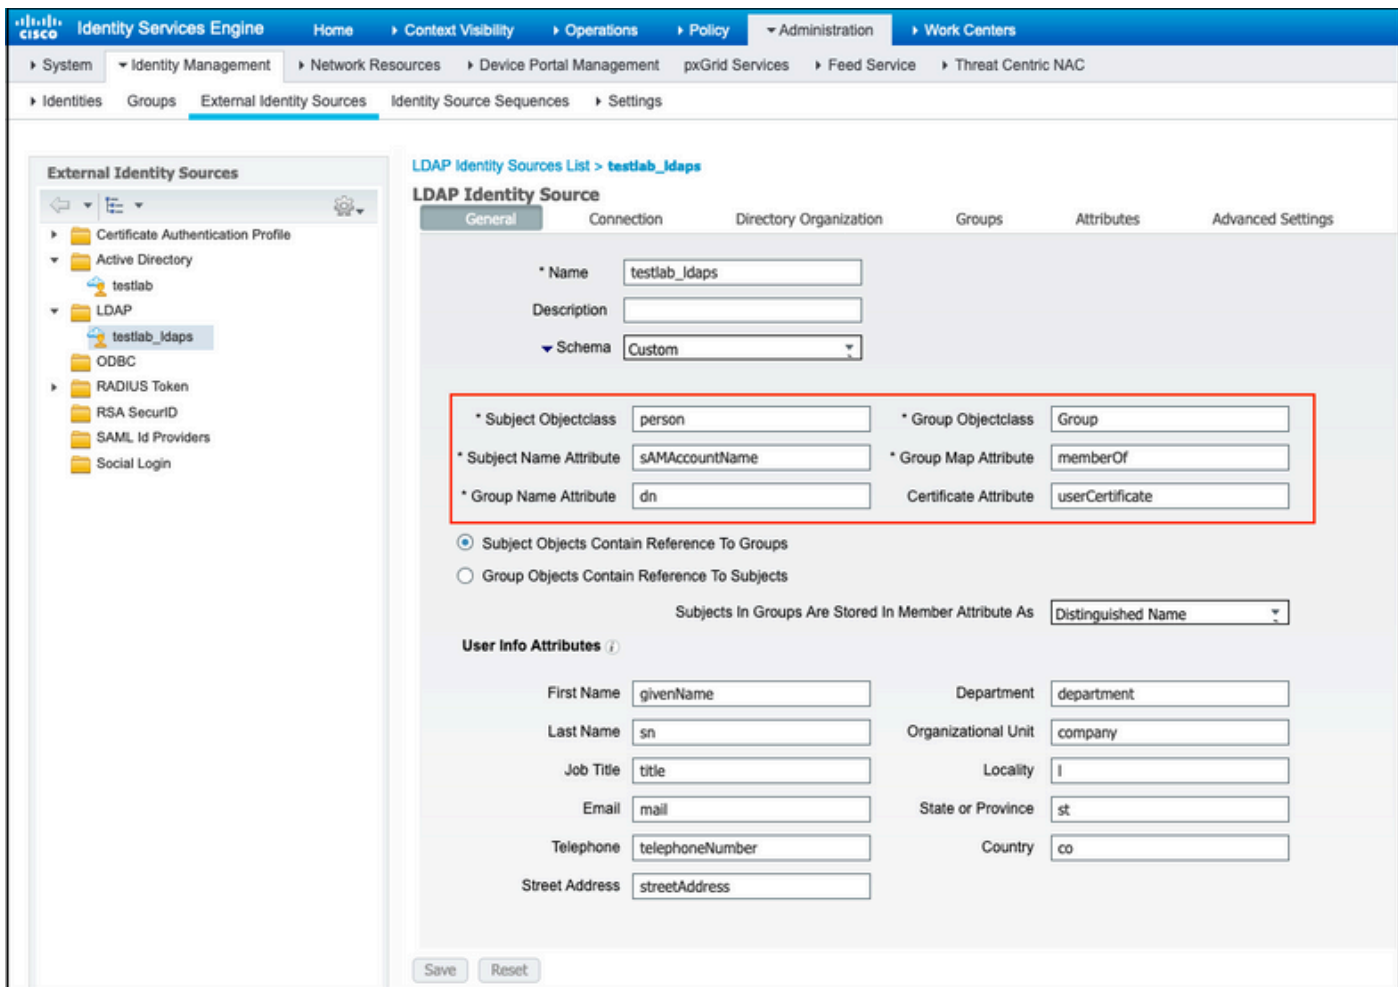 cisco Identity Services Engine Home Context Visibility Operations Policy Administration Work Centers
System Identity Management Network Resources Device Portal Management pxGrid Services Feed Service Threat Centric NAC
Identities Groups External Identity Sources Identity Source Sequences Settings
External Identity Sources
Certificate Authentication Profile
Active Directory
testlab
LDAP
testlab_ldaps
ODBC
RADIUS Token
RSA SecurID
SAML Id Providers
Social Login
LDAP Identity Sources List > testlab_ldaps
LDAP Identity Source
General Connection Directory Organization Groups Attributes Advanced Settings
* Name testlab_ldaps
Description
Schema Custom
* Subject Objectclass person * Group Objectclass Group
* Subject Name Attribute sAMAccountName * Group Map Attribute memberOf
* Group Name Attribute dn Certificate Attribute userCertificate
Subject Objects Contain Reference To Groups
Group Objects Contain Reference To Subjects
Subjects In Groups Are Stored In Member Attribute As Distinguished Name
User Info Attributes i
First Name givenName Department department
Last Name sn Organizational Unit company
Job Title title Locality l
Email mail State or Province st
Telephone telephoneNumber Country co
Street Address streetAddress
Save Reset